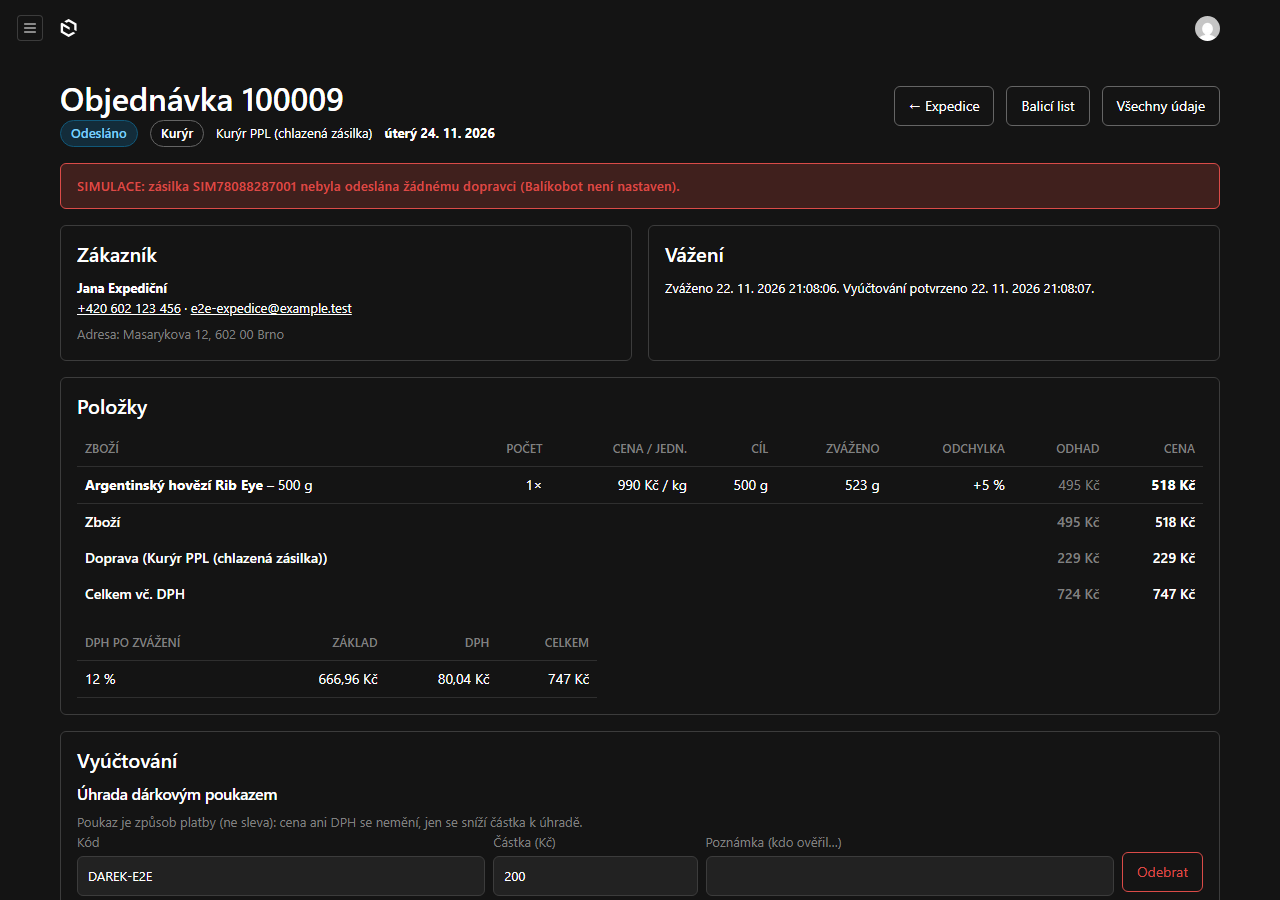 Objednávka 100009
← Expedice
Balicí list
Všechny údaje
Odesláno
Kurýr
Kurýr PPL (chlazená zásilka)
úterý 24. 11. 2026
SIMULACE: zásilka SIM78088287001 nebyla odeslána žádnému dopravci (Balíkobot není nastaven).
Zákazník
Jana Expediční
+420 602 123 456 · e2e-expedice@example.test
Adresa: Masarykova 12, 602 00 Brno
Vážení
Zváženo 22. 11. 2026 21:08:06. Vyúčtování potvrzeno 22. 11. 2026 21:08:07.
Položky
ZBOŽÍ POČET CENA / JEDN. CÍL ZVÁŽENO ODCHYLKA ODHAD CENA
Argentinský hovězí Rib Eye – 500 g 1× 990 Kč / kg 500 g 523 g +5 % 495 Kč 518 Kč
Zboží 495 Kč 518 Kč
Doprava (Kurýr PPL (chlazená zásilka)) 229 Kč 229 Kč
Celkem vč. DPH 724 Kč 747 Kč
DPH PO ZVÁŽENÍ ZÁKLAD DPH CELKEM
12 % 666,96 Kč 80,04 Kč 747 Kč
Vyúčtování
Úhrada dárkovým poukazem
Poukaz je způsob platby (ne sleva): cena ani DPH se nemění, jen se sníží částka k úhradě.
Kód Částka (Kč) Poznámka (kdo ověřil…)
DAREK-E2E 200 Odebrat